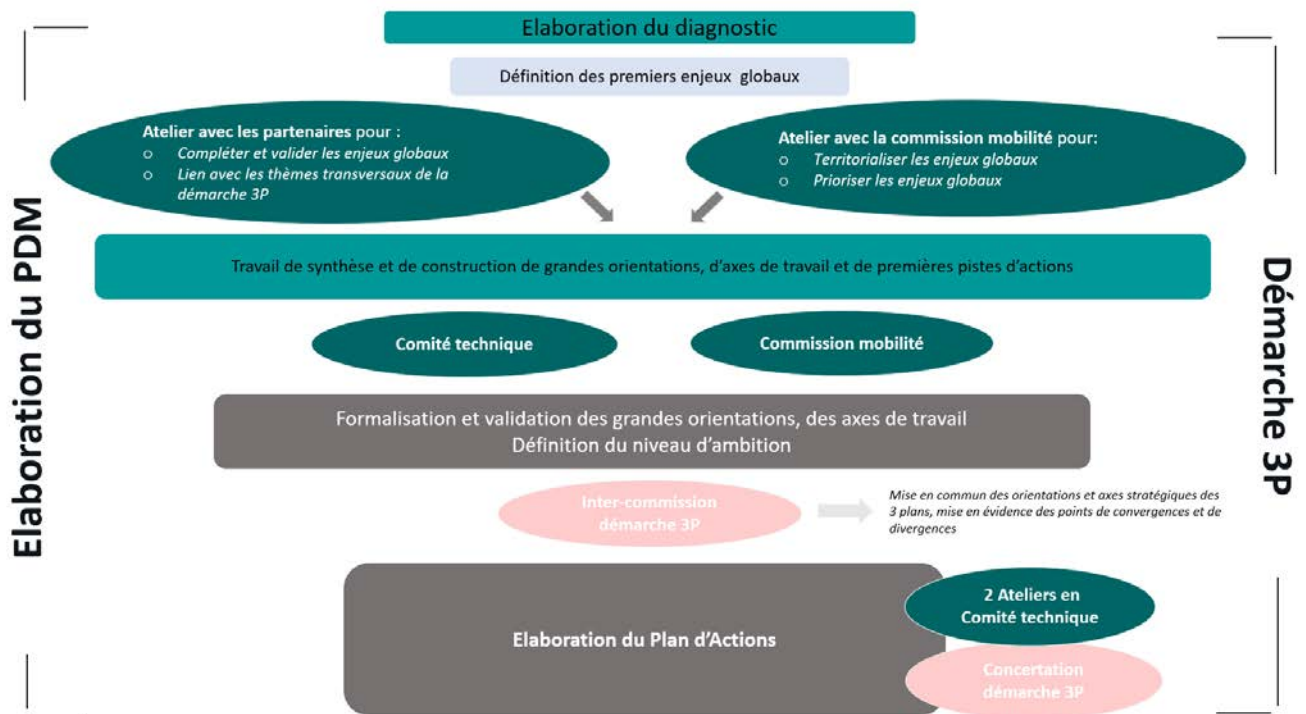 Elaboration du diagnostic
Définition des premiers enjeux globaux
Atelier avec les partenaires pour :
o Compléter et valider les enjeux globaux
o Lien avec les thèmes transversaux de la
démarche 3P
Atelier avec la commission mobilité pour:
o Territorialiser les enjeux globaux
o Prioriser les enjeux globaux
Elaboration du PDM
Démarche 3P
Travail de synthèse et de construction de grandes orientations, d'axes de travail et de premières pistes d'actions
Comité technique
Commission mobilité
Formalisation et validation des grandes orientations, des axes de travail
Définition du niveau d'ambition
Inter-commission
démarche 3P
Mise en commun des orientations et axes stratégiques des
3 plans, mise en évidence des points de convergences et de
divergences
Elaboration du Plan d'Actions
2 Ateliers en
Comité technique
Concertation
démarche 3P